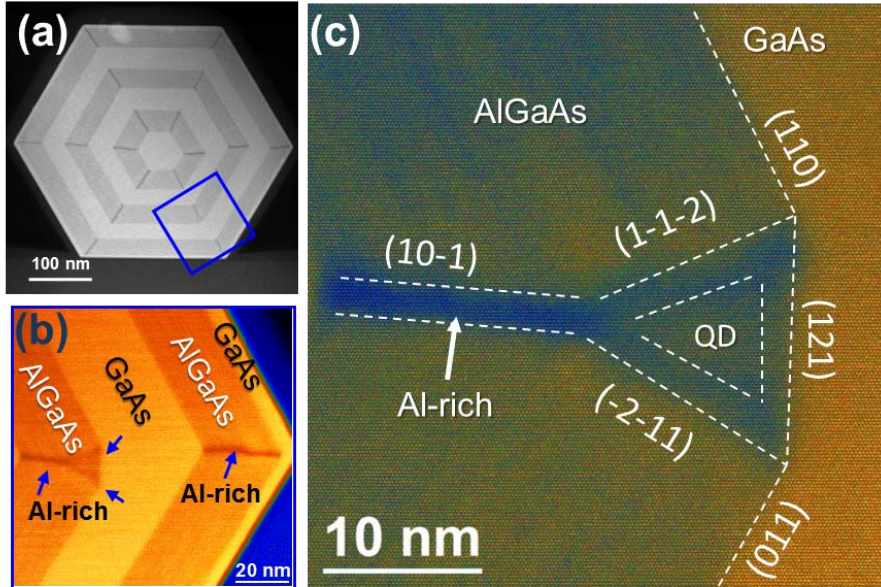 (a)
100 nm
(b)
AlGaAs
GaAs
AlGaAs
GaAs
Al-rich
Al-rich
20 nm
(c)
GaAs
AlGaAs
(110)
(1-1-2)
(10-1)
QD
(121)
Al-rich
(-2-11)
10 nm
(011)